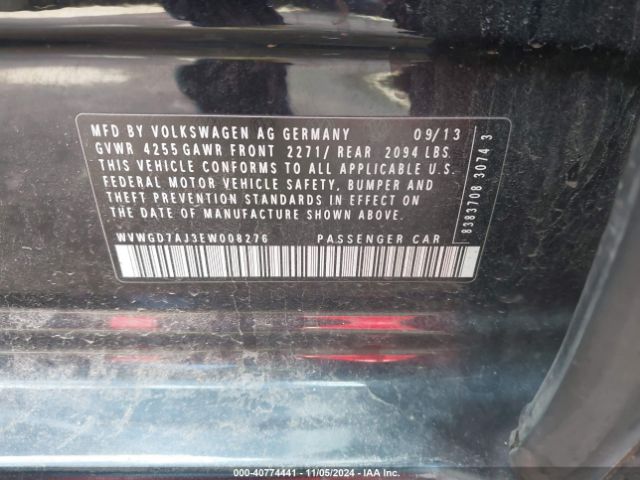 MFD BY VOLKSWAGEN AG GERMANY 09/13
GVWR 4255 GAWR FRONT 2271/ REAR 2094 LBS
THIS VEHICLE CONFORMS TO ALL APPLICABLE U.S.
FEDERAL MOTOR VEHICLE SAFETY, BUMPER AND
THEFT PREVENTION STANDARDS IN EFFECT ON
DATE OF MANUFACTURE SHOWN ABOVE.
WVWGD7AJ3EW008276 PASSENGER CAR
8383708 3074 3
00-40774441 - 11/05/2024 - IAA Inc.